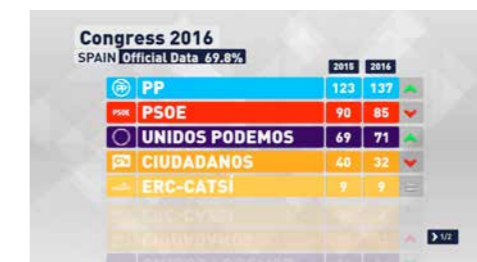 Congress 2016
SPAIN Official Data 69.8%
2015 2016
PP PP 123 137
PSOE PSOE 90 85
UNIDOS PODEMOS 69 71
C's CIUDADANOS 40 32
ERC-CATSÍ 9 9
1/2